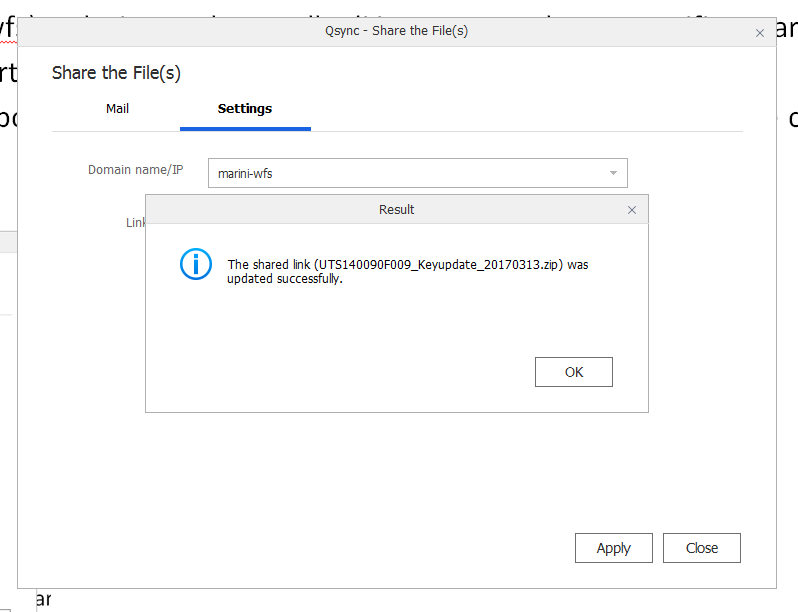 Qsync - Share the File(s)
Share the File(s)
Mail
Settings
Domain name/IP
marini-wfs
Link
Result
The shared link (UTS140090F009_Keyupdate_20170313.zip) was
updated successfully.
OK
Apply
Close